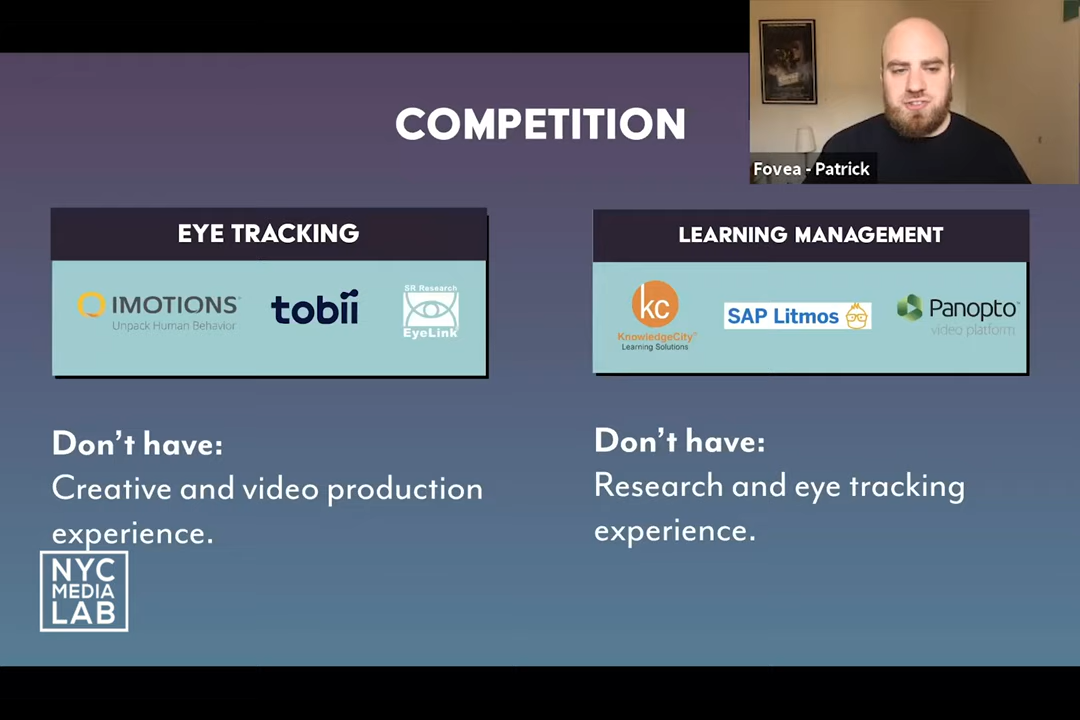 COMPETITION
Fovea - Patrick
EYE TRACKING
IMOTIONS
Unpack Human Behavior
tobii
SR Research
EyeLink
Don't have:
Creative and video production
experience.
LEARNING MANAGEMENT
kc
KnowledgeCity™
Learning Solutions
SAP Litmos
Panopto™
video platform
Don't have:
Research and eye tracking
experience.
NYC
MEDIA
LAB